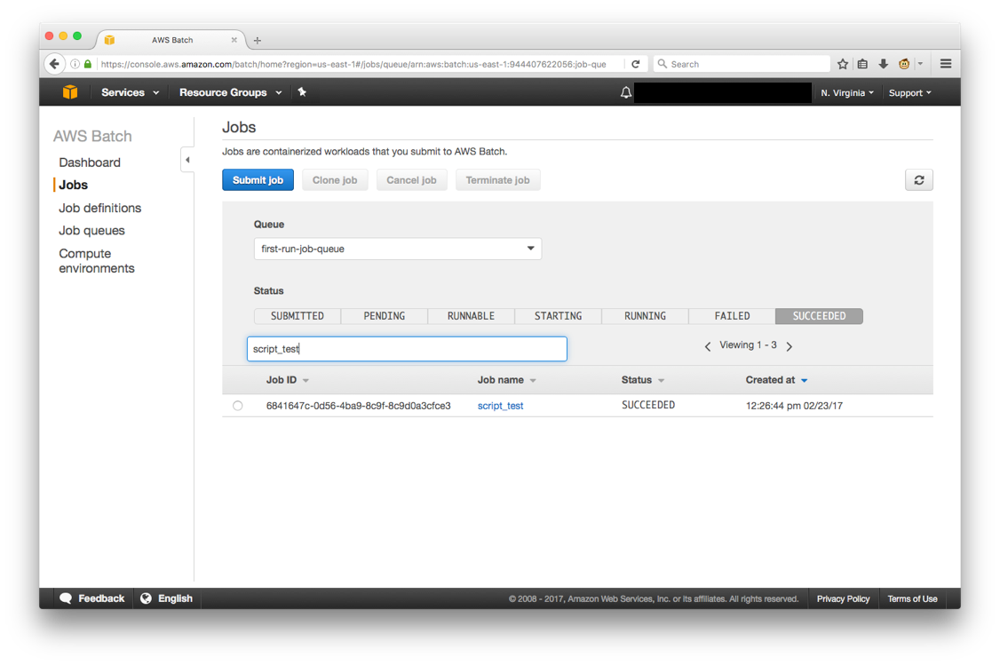 AWS Batch
https://console.aws.amazon.com/batch/home?region=us-east-1#/jobs/queue/arn:aws:batch:us-east-1:944407622056:job-que
Search
Services
Resource Groups
N. Virginia
Support
AWS Batch
Dashboard
Jobs
Job definitions
Job queues
Compute
environments
Jobs
Jobs are containerized workloads that you submit to AWS Batch.
Submit job
Clone job
Cancel job
Terminate job
Queue
first-run-job-queue
Status
SUBMITTED
PENDING
RUNNABLE
STARTING
RUNNING
FAILED
SUCCEEDED
script_test
Viewing 1 - 3
Job ID
Job name
Status
Created at
6841647c-0d56-4ba9-8c9f-8c9d0a3cfce3
script_test
SUCCEEDED
12:26:44 pm 02/23/17
Feedback
English
© 2008 - 2017, Amazon Web Services, Inc. or its affiliates. All rights reserved.
Privacy Policy
Terms of Use